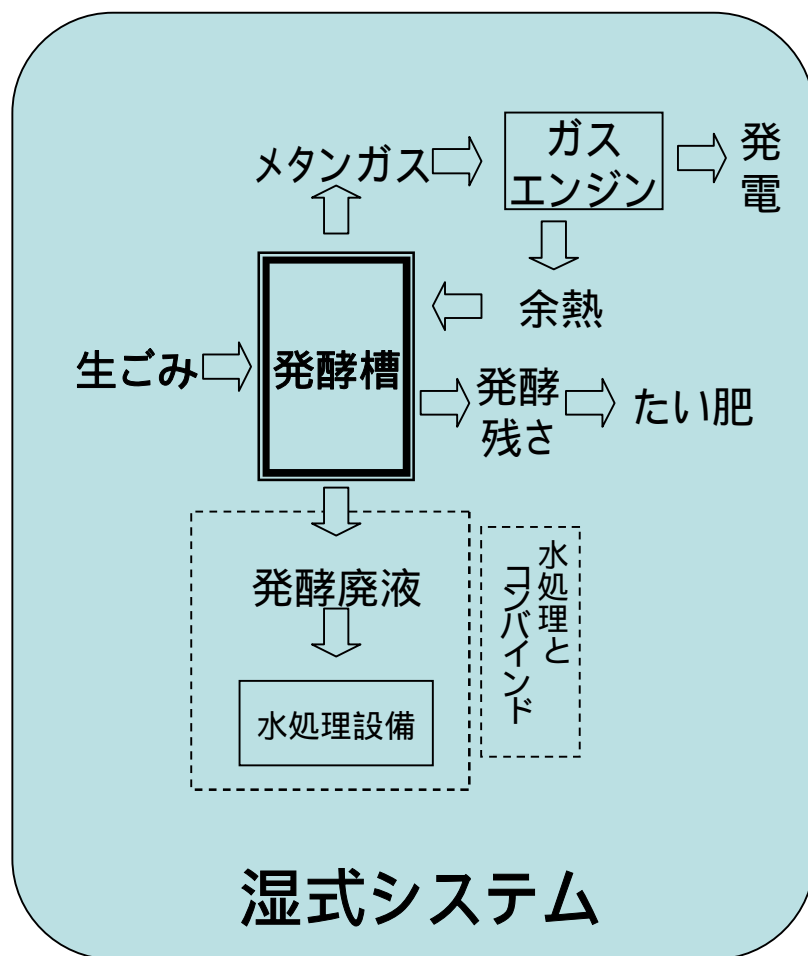 メタンガス
ガス
エンジン
発
電
余熱
生ごみ
発酵槽
発酵
残さ
たい肥
発酵廃液
水処理と
コンバインド
水処理設備
湿式システム